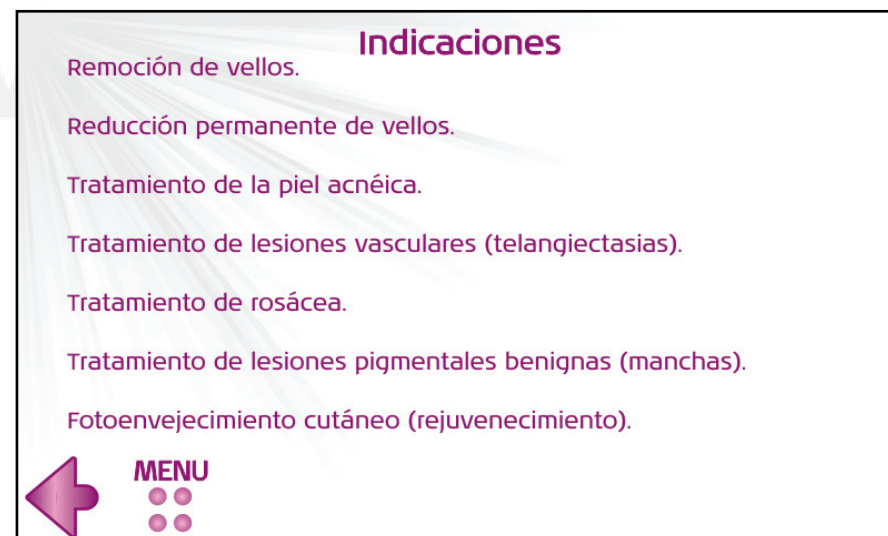 Indicaciones
Remoción de vellos.
Reducción permanente de vellos.
Tratamiento de la piel acnéica.
Tratamiento de lesiones vasculares (telangiectasias).
Tratamiento de rosácea.
Tratamiento de lesiones pigmentales benignas (manchas).
Fotoenvejecimiento cutáneo (rejuvenecimiento).
MENU